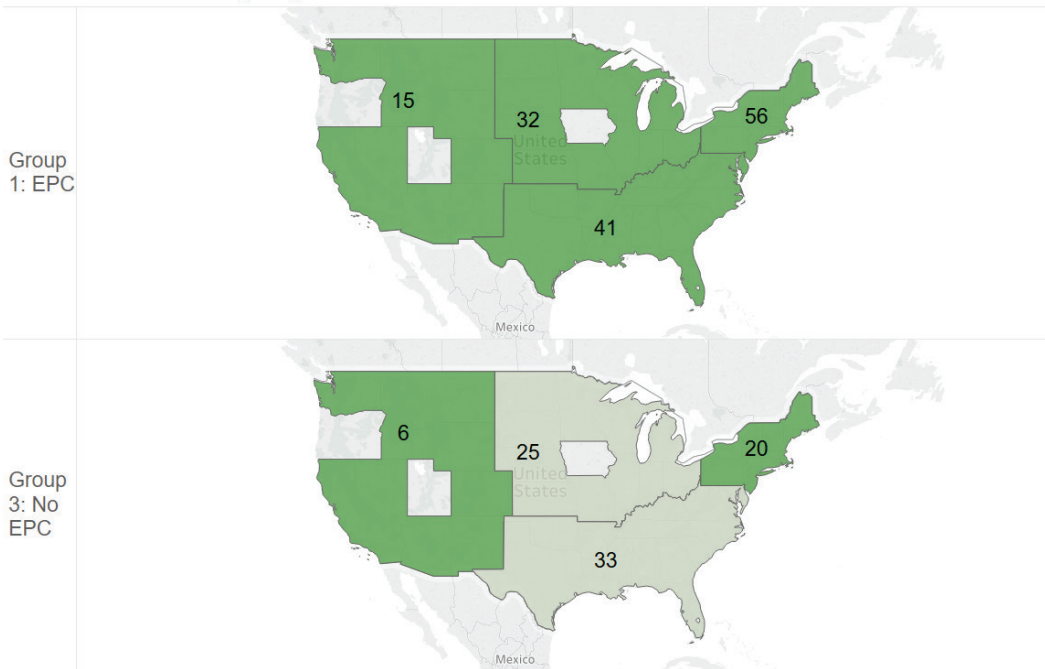 Group
1: EPC
15
32
56
United
States
41
Mexico
Group
3: No
EPC
6
25
20
United
States
33
Mexico